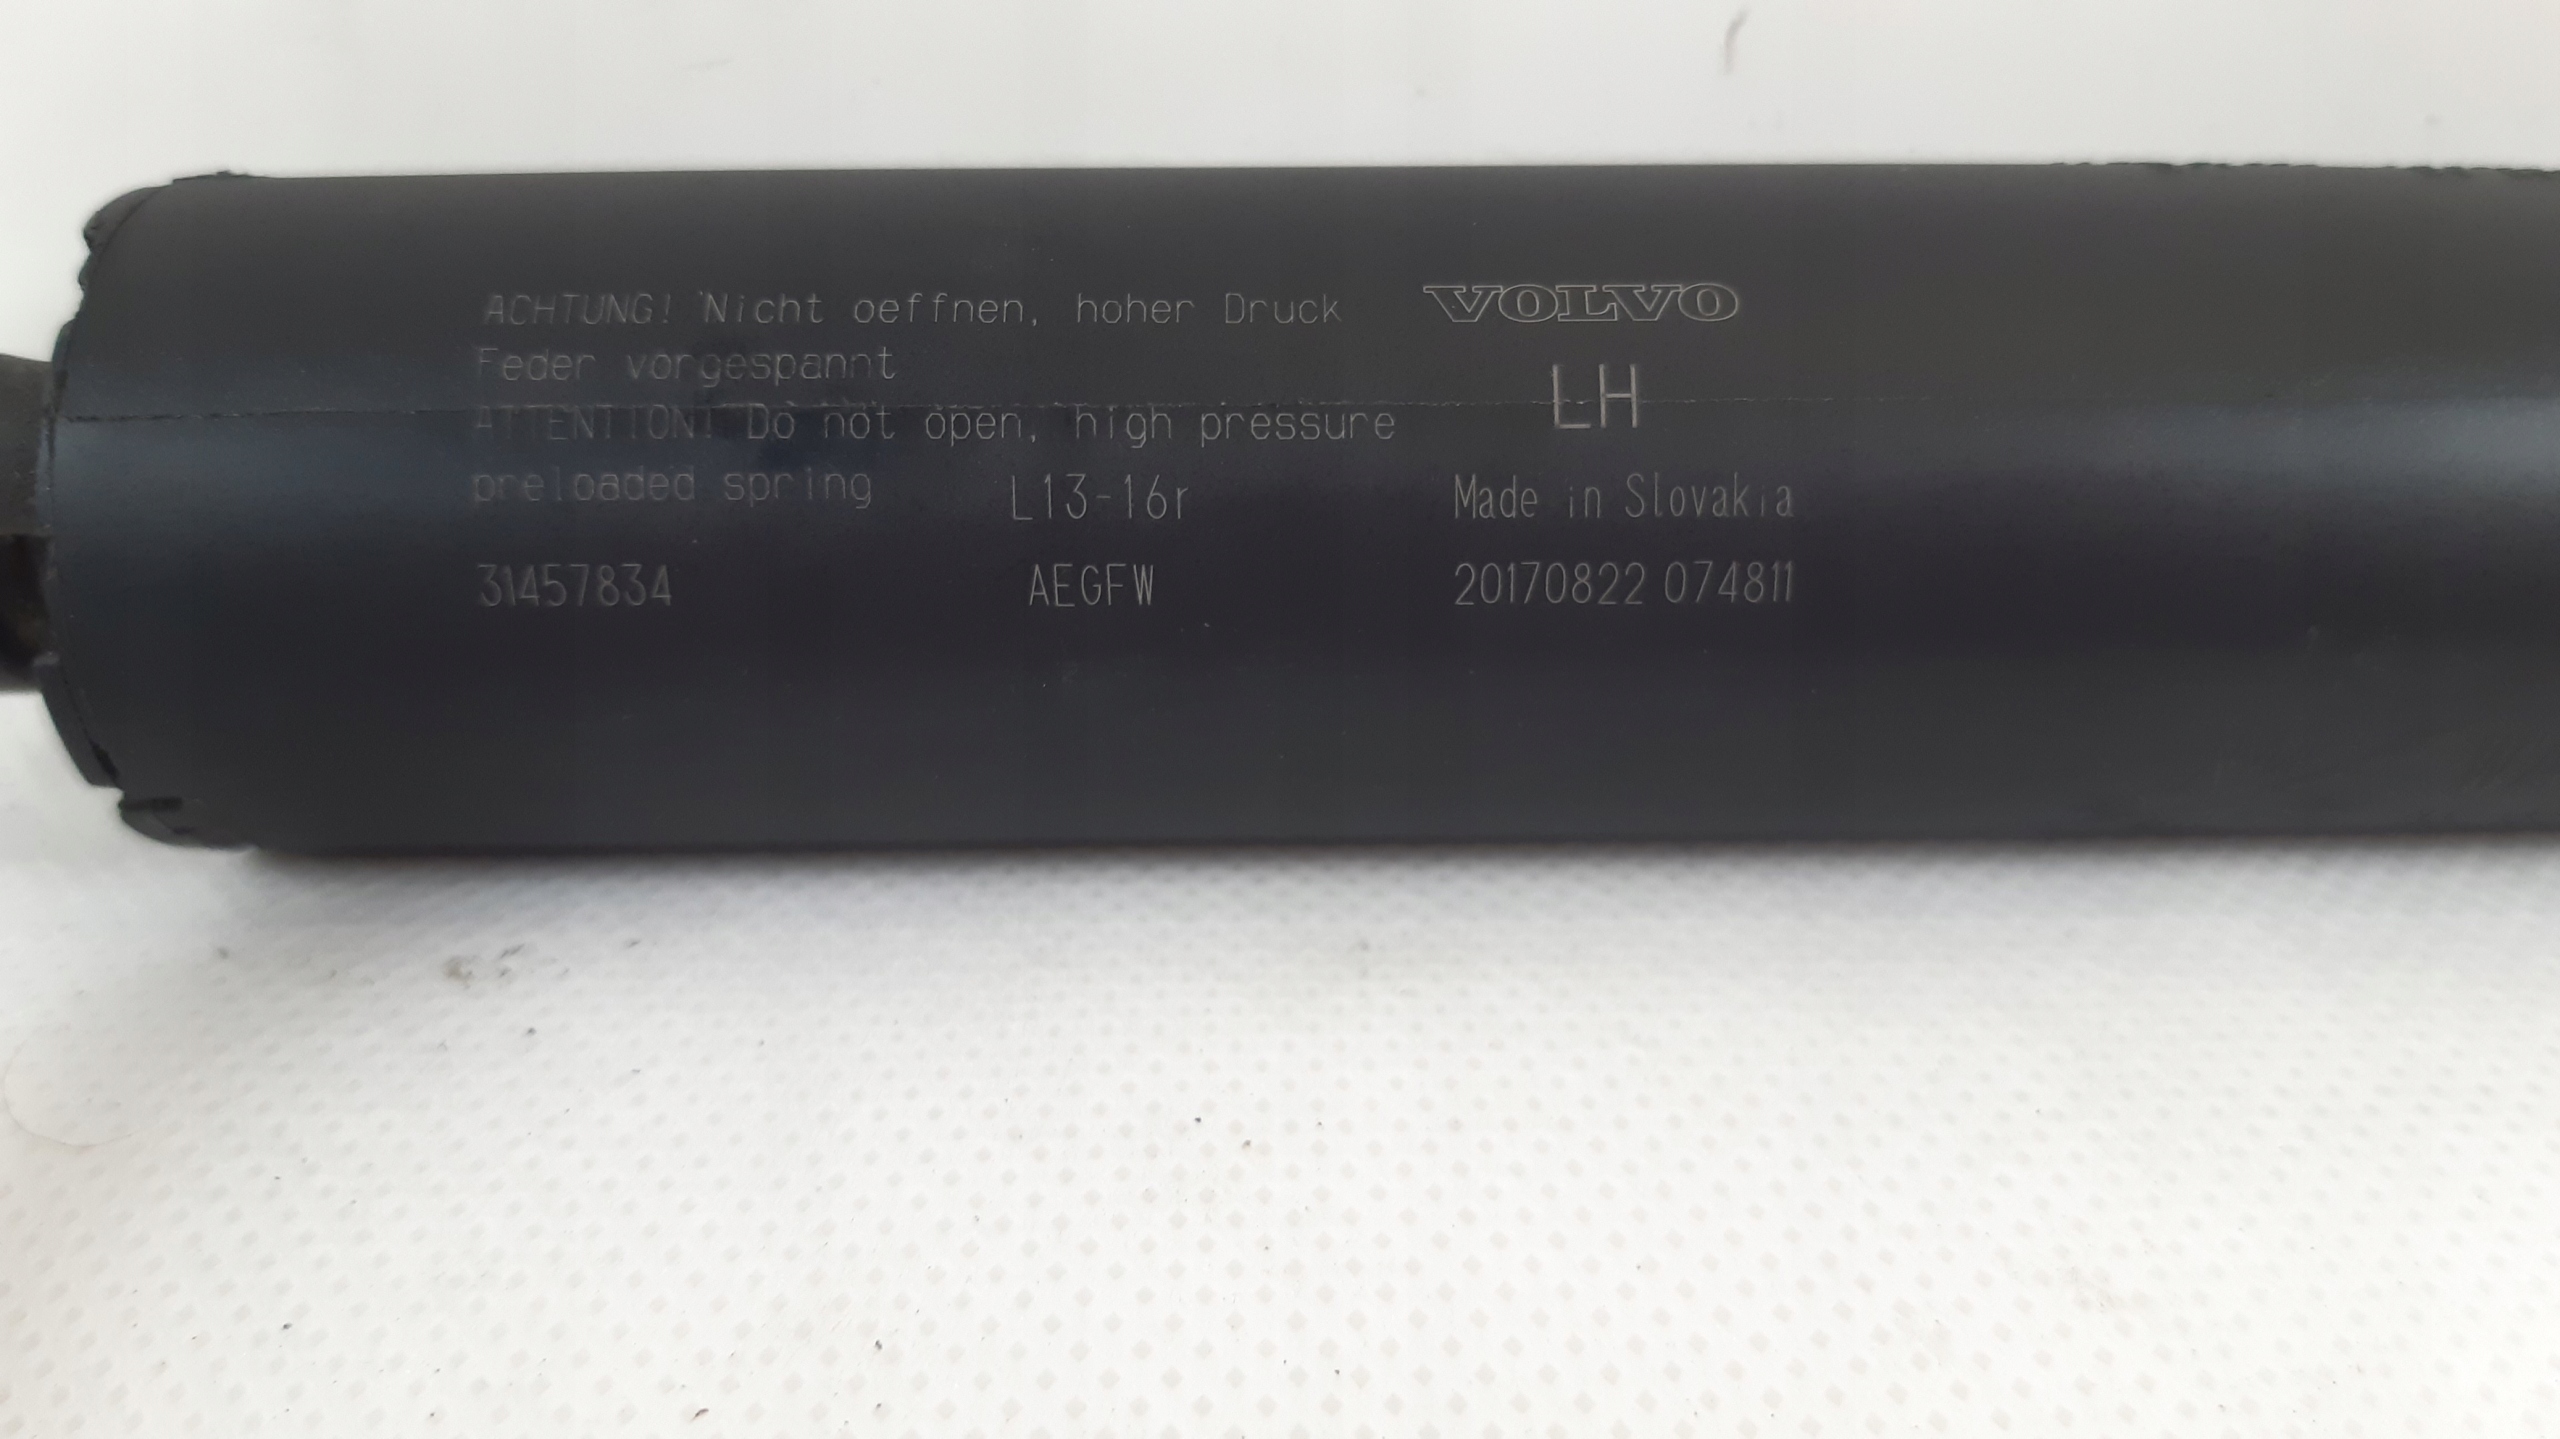 ACHTUNG! Nicht oeffnen, hoher Druck
VOLVO
Feder vorgespannt
LH
ATTENTION! Do not open, high pressure
preloaded spring
L13-16r
Made in Slovakia
31457834
AEGFW
20170822 074811